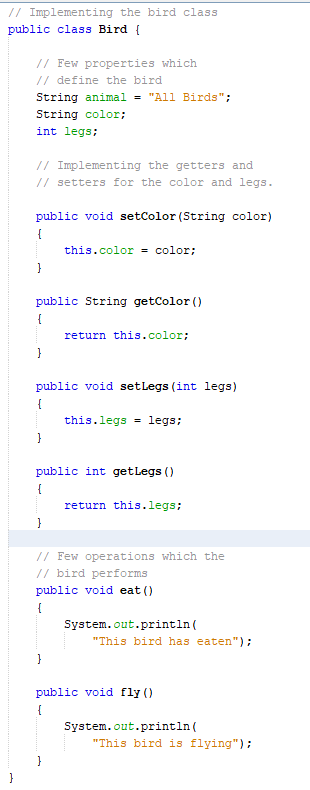 // Implementing the bird class
public class Bird {
// Few properties which
// define the bird
String animal = "All Birds";
String color;
int legs;
// Implementing the getters and
// setters for the color and legs.
public void setColor(String color)
{
this.color = color;
}
public String getColor()
{
return this.color;
}
public void setLegs(int legs)
{
this.legs = legs;
}
public int getLegs()
{
return this.legs;
}
// Few operations which the
// bird performs
public void eat()
{
System.out.println(
"This bird has eaten");
}
public void fly()
{
System.out.println(
"This bird is flying");
}
}